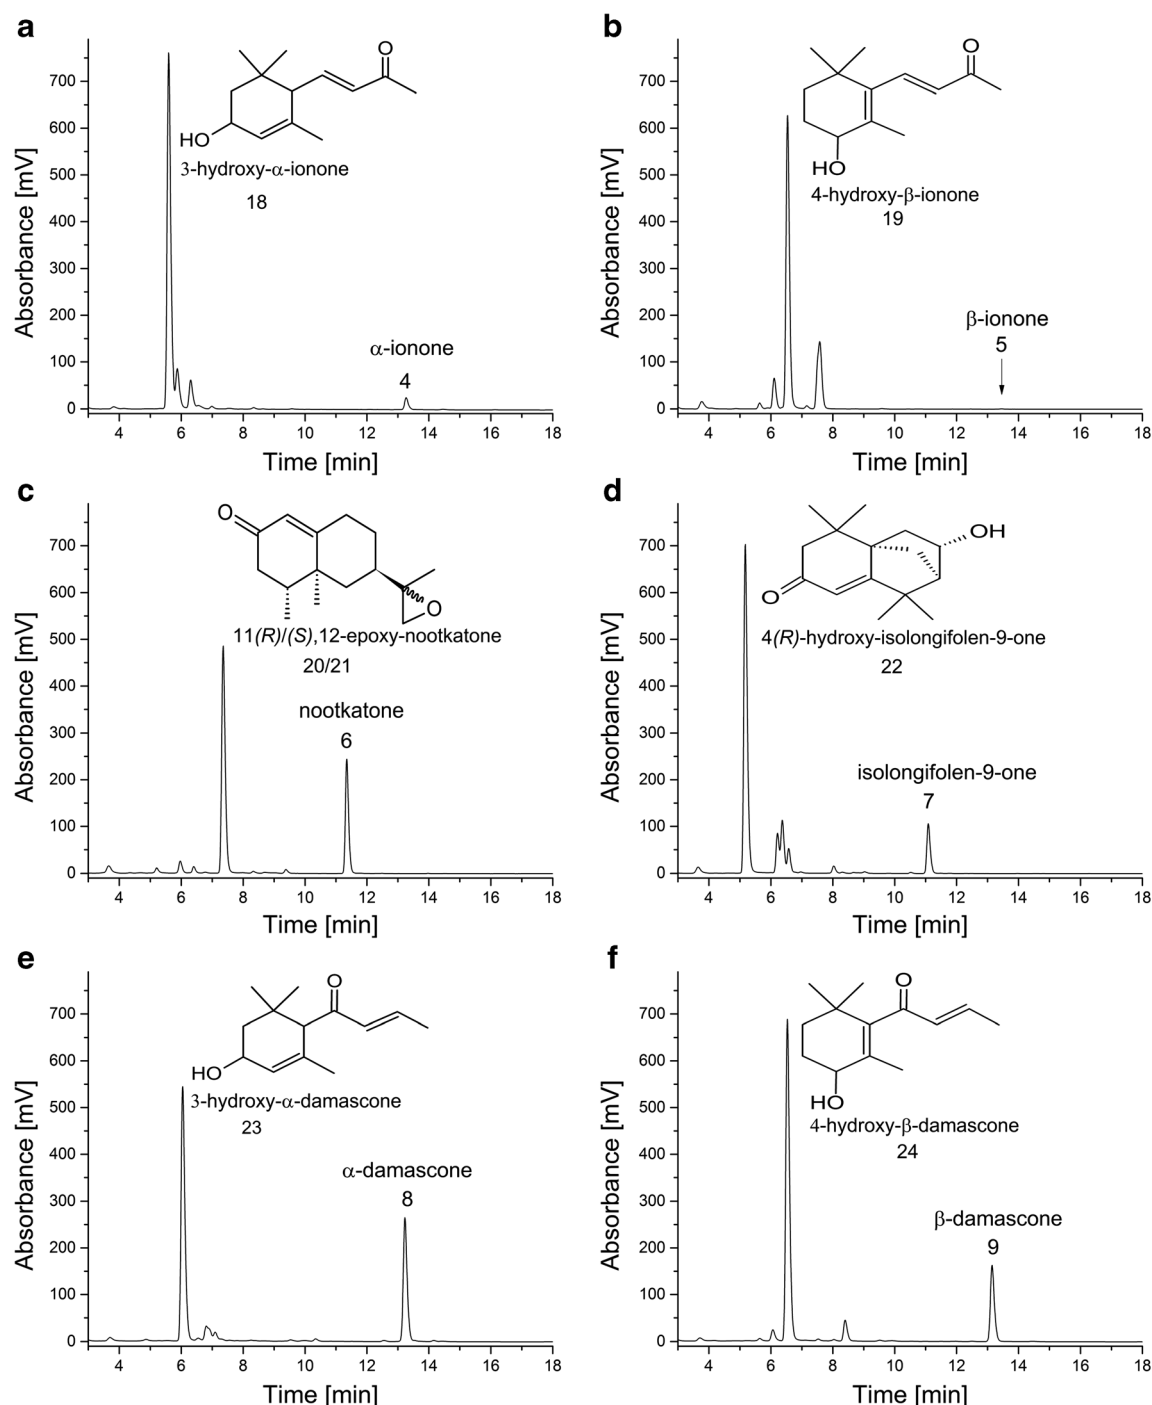 a
Absorbance [mV]
700
600
500
400
300
200
100
0
4 6 8 10 12 14 16 18
Time [min]
O
HO
3-hydroxy-α-ionone
18
α-ionone
4
b
Absorbance [mV]
700
600
500
400
300
200
100
0
4 6 8 10 12 14 16 18
Time [min]
O
HO
4-hydroxy-β-ionone
19
β-ionone
5
c
Absorbance [mV]
700
600
500
400
300
200
100
0
4 6 8 10 12 14 16 18
Time [min]
O
O
11(R)/(S),12-epoxy-nootkatone
20/21
nootkatone
6
d
Absorbance [mV]
700
600
500
400
300
200
100
0
4 6 8 10 12 14 16 18
Time [min]
OH
O
4(R)-hydroxy-isolongifolen-9-one
22
isolongifolen-9-one
7
e
Absorbance [mV]
700
600
500
400
300
200
100
0
4 6 8 10 12 14 16 18
Time [min]
O
HO
3-hydroxy-α-damascone
23
α-damascone
8
f
Absorbance [mV]
700
600
500
400
300
200
100
0
4 6 8 10 12 14 16 18
Time [min]
O
HO
4-hydroxy-β-damascone
24
β-damascone
9